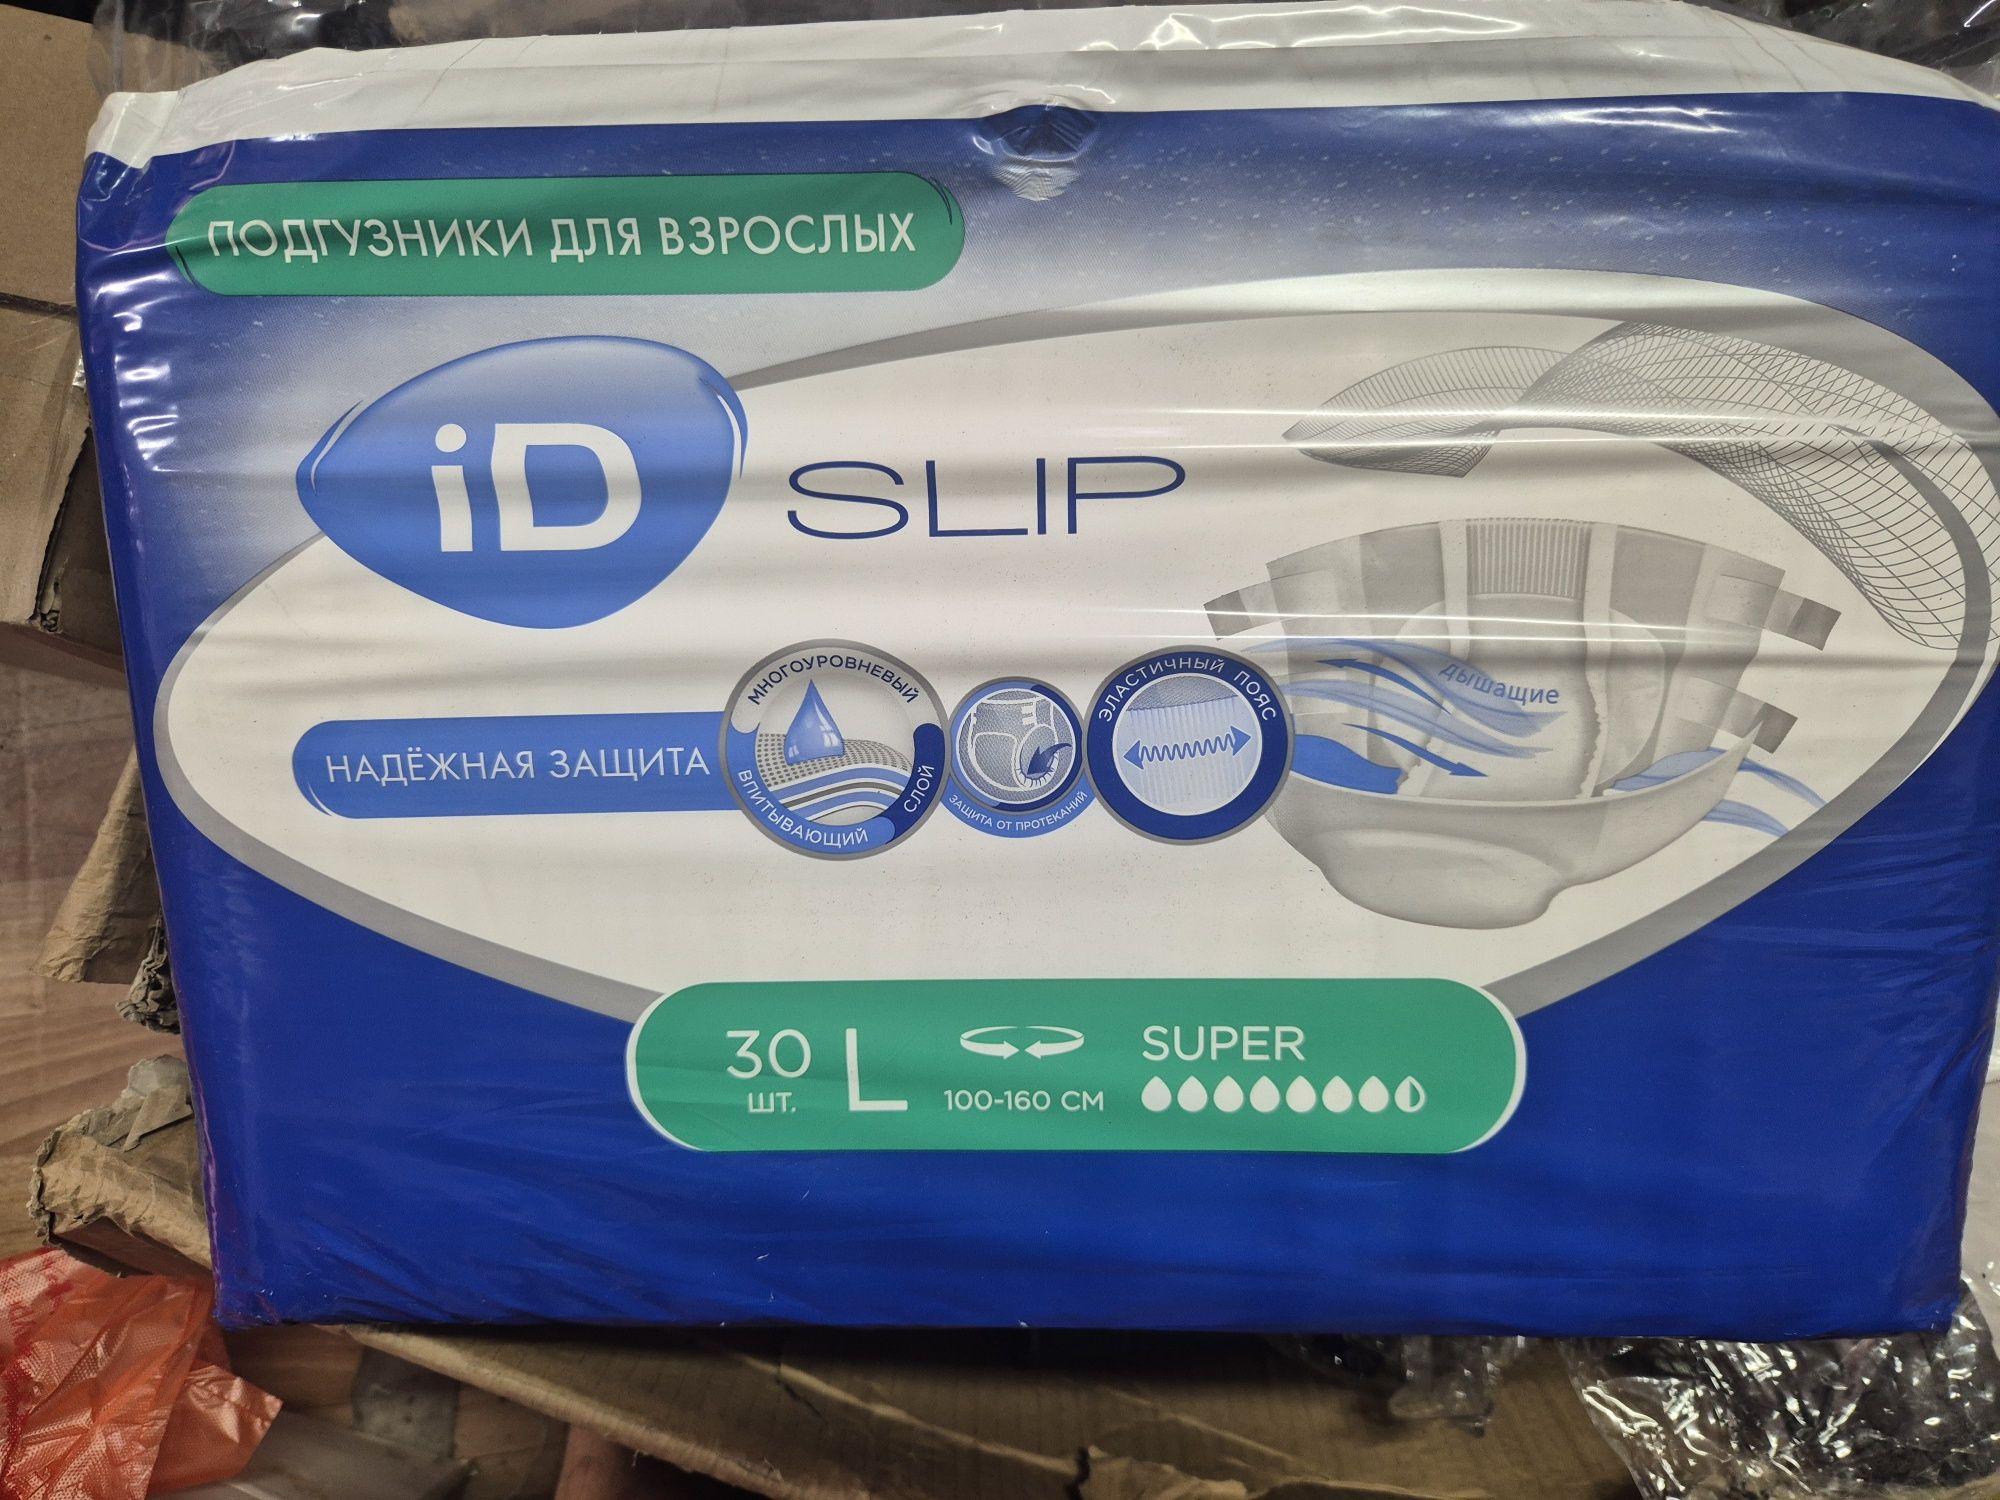 ПОДГУЗНИКИ ДЛЯ ВЗРОСЛЫХ
iD SLIP
НАДЁЖНАЯ ЗАЩИТА
МНОГОУРОВНЕВЫЙ
ВПИТЫВАЮЩИЙ СЛОЙ
ЗАЩИТА ОТ ПРОТЕКАНИЙ
ЭЛАСТИЧНЫЙ ПОЯС
дышащие
30 ШТ.
L
100-160 СМ
SUPER